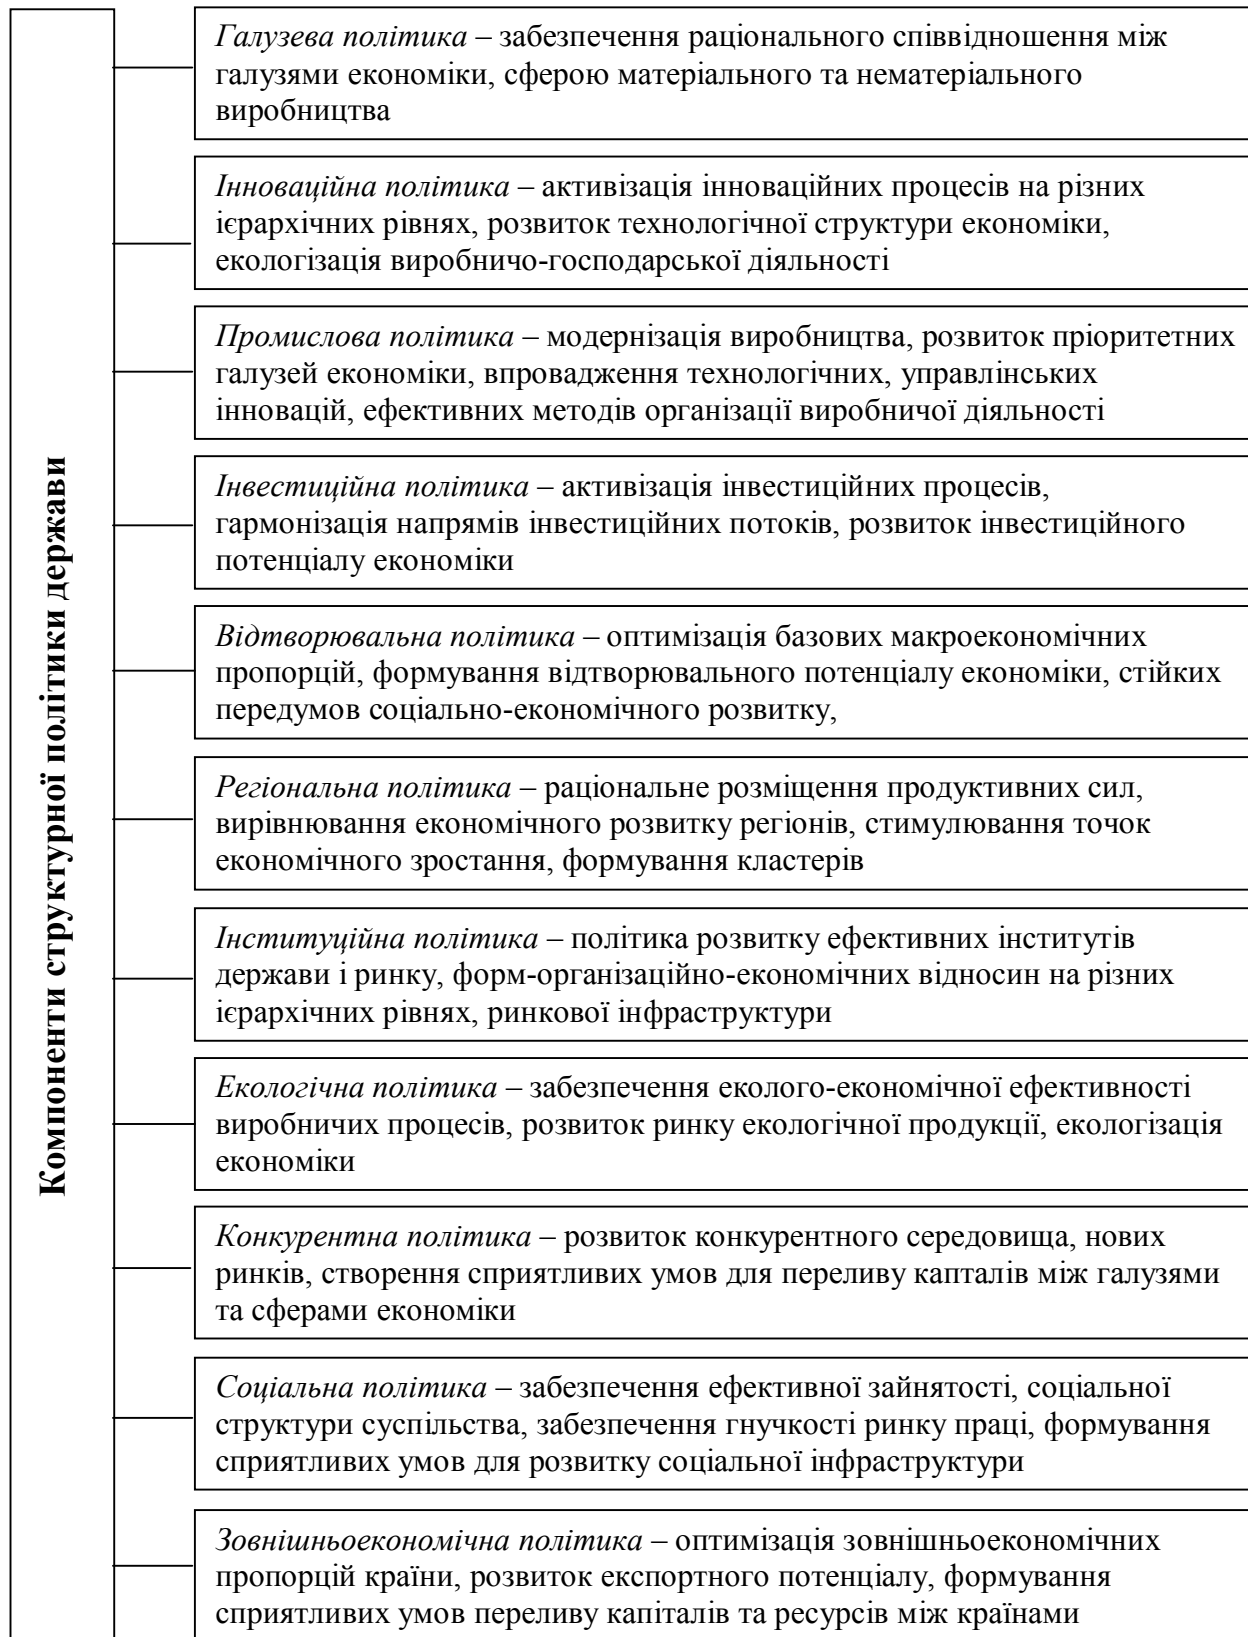 Компоненти структурної політики держави
Галузева політика – забезпечення раціонального співвідношення між
галузями економіки, сферою матеріального та нематеріального
виробництва
Інноваційна політика – активізація інноваційних процесів на різних
ієрархічних рівнях, розвиток технологічної структури економіки,
екологізація виробничо-господарської діяльності
Промислова політика – модернізація виробництва, розвиток пріоритетних
галузей економіки, впровадження технологічних, управлінських
інновацій, ефективних методів організації виробничої діяльності
Інвестиційна політика – активізація інвестиційних процесів,
гармонізація напрямів інвестиційних потоків, розвиток інвестиційного
потенціалу економіки
Відтворювальна політика – оптимізація базових макроекономічних
пропорцій, формування відтворювального потенціалу економіки, стійких
передумов соціально-економічного розвитку,
Регіональна політика – раціональне розміщення продуктивних сил,
вирівнювання економічного розвитку регіонів, стимулювання точок
економічного зростання, формування кластерів
Інституційна політика – політика розвитку ефективних інститутів
держави і ринку, форм-організаційно-економічних відносин на різних
ієрархічних рівнях, ринкової інфраструктури
Екологічна політика – забезпечення еколого-економічної ефективності
виробничих процесів, розвиток ринку екологічної продукції, екологізація
економіки
Конкурентна політика – розвиток конкурентного середовища, нових
ринків, створення сприятливих умов для переливу капталів між галузями
та сферами економіки
Соціальна політика – забезпечення ефективної зайнятості, соціальної
структури суспільства, забезпечення гнучкості ринку праці, формування
сприятливих умов для розвитку соціальної інфраструктури
Зовнішньоекономічна політика – оптимізація зовнішньоекономічних
пропорцій країни, розвиток експортного потенціалу, формування
сприятливих умов переливу капіталів та ресурсів між країнами